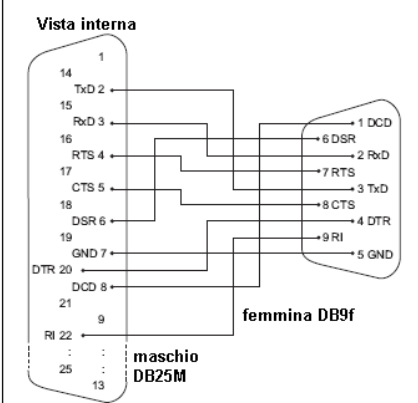 Vista interna
1
14
TxD 2
15
RxD 3
16
RTS 4
17
CTS 5
18
DSR 6
19
GND 7
DTR 20
DCD 8
21
9
RI 22
:
:
25
:
13
1 DCD
6 DSR
2 RxD
7 RTS
3 TxD
8 CTS
4 DTR
9 RI
5 GND
femmina DB9f
maschio
DB25M